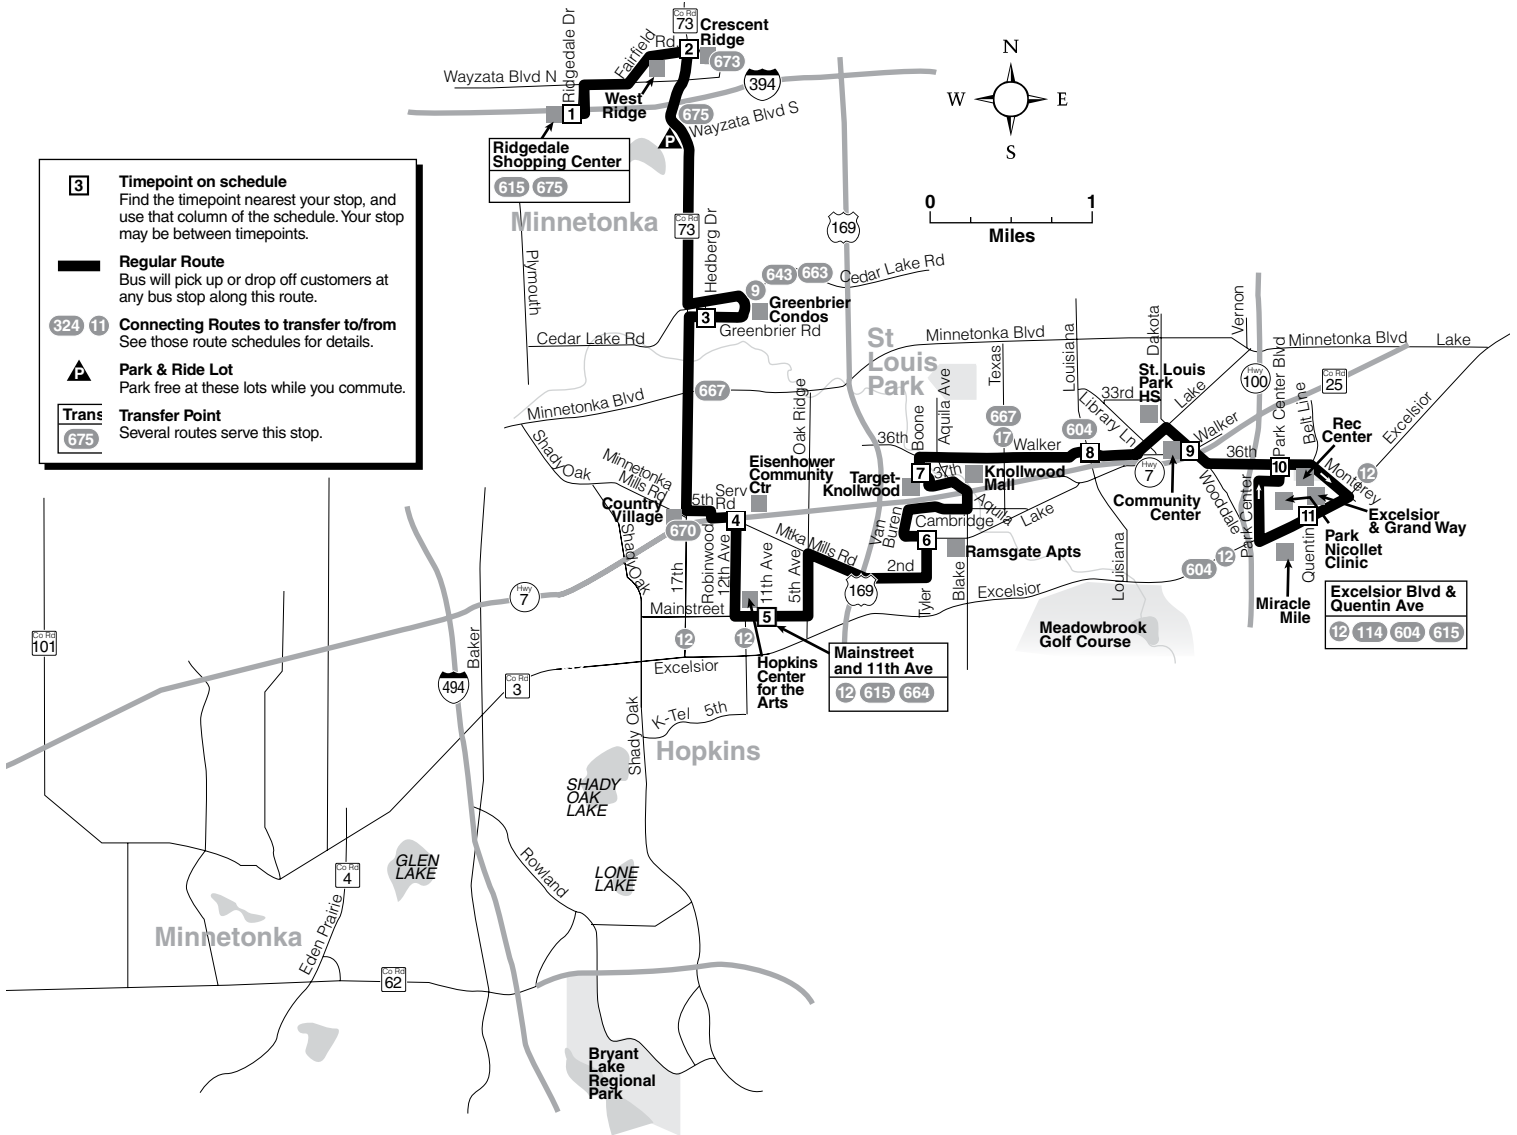 Co Rd
73
Crescent
Ridge
2
673
Ridgedale Dr
Fairfield
Rd
Wayzata Blvd N
West
Ridge
1
394
675
Wayzata Blvd S
P
Ridgedale
Shopping Center
615 675
Minnetonka
N
W E
S
0 1
Miles
3
Timepoint on schedule
Find the timepoint nearest your stop, and
use that column of the schedule. Your stop
may be between timepoints.
Regular Route
Bus will pick up or drop off customers at
any bus stop along this route.
324 11
Connecting Routes to transfer to/from
See those route schedules for details.
P
Park & Ride Lot
Park free at these lots while you commute.
Trans
675
Transfer Point
Several routes serve this stop.
Co Rd
73
Hedberg Dr
Plymouth
169
643 663
Cedar Lake Rd
9
Greenbrier
Condos
3
Greenbrier Rd
Cedar Lake Rd
St
Louis
Park
Minnetonka Blvd
Vernon
Minnetonka Blvd
Lake
Louisiana
Dakota
Texas
St. Louis
Park
HS
33rd
Lake
Hwy
100
Park Center Blvd
Co Rd
25
Belt Line
Excelsior
667
Minnetonka Blvd
Oak Ridge
Boone
Aquila Ave
667
17
604
Library Ln
Walker
Rec
Center
36th
Walker
8
9
36th
10
Monterey
12
Shady Oak
Minnetonka
Mills Rd
Eisenhower
Community
Ctr
Target-
Knollwood
7
37th
Knollwood
Mall
Hwy
7
Community
Center
Wooddale
Park Center
Excelsior
& Grand Way
11
Park
Nicollet
Clinic
Country
Village
5th
Serv
Rd
4
670
Mtka Mills Rd
Van
Buren
Aquila
Cambridge
Lake
6
Ramsgate Apts
604
12
Quentin
Miracle
Mile
Excelsior Blvd &
Quentin Ave
12 114 604 615
Shady Oak
17th
Robinwood
12th Ave
11th Ave
5th Ave
2nd
169
Tyler
Blake
Excelsior
Louisiana
Hwy
7
Mainstreet
5
12
12
Meadowbrook
Golf Course
Mainstreet
and 11th Ave
12 615 664
Hopkins
Center
for the
Arts
Excelsior
Co Rd
101
Baker
494
Co Rd
3
Shady Oak
K-Tel
5th
Hopkins
SHADY
OAK
LAKE
GLEN
LAKE
Co Rd
4
Rowland
LONE
LAKE
Minnetonka
Eden Prairie
Co Rd
62
Bryant
Lake
Regional
Park